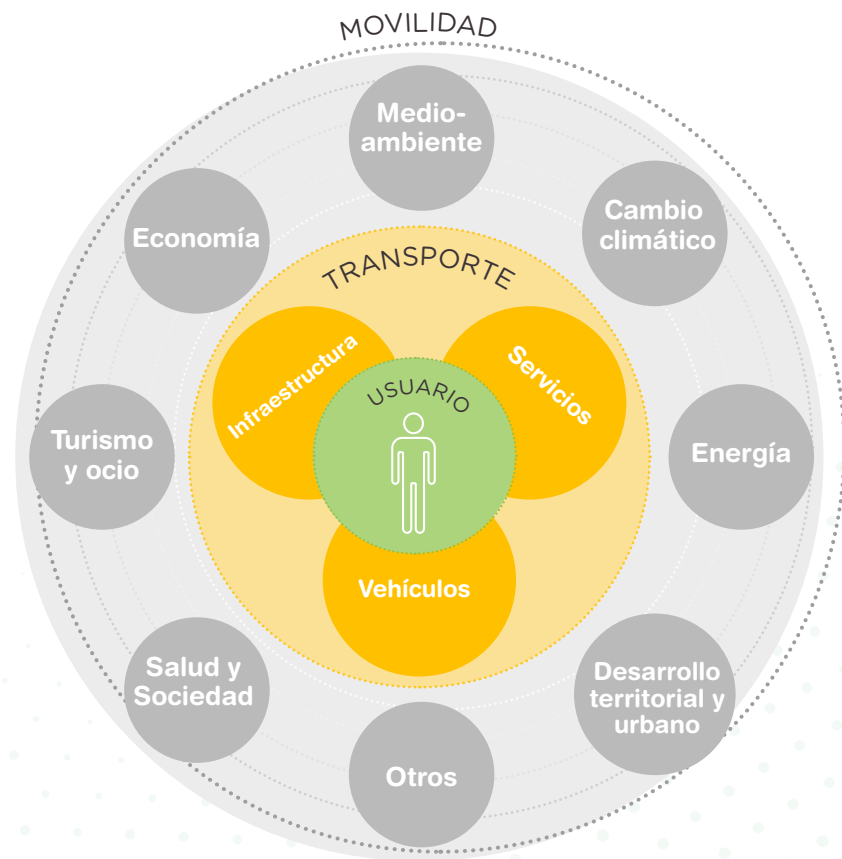 MOVILIDAD
Medio-
ambiente
Cambio
climático
Economía
TRANSPORTE
Infraestructura
Servicios
USUARIO
Turismo
y ocio
Energía
Vehículos
Salud y
Sociedad
Desarrollo
territorial y
urbano
Otros